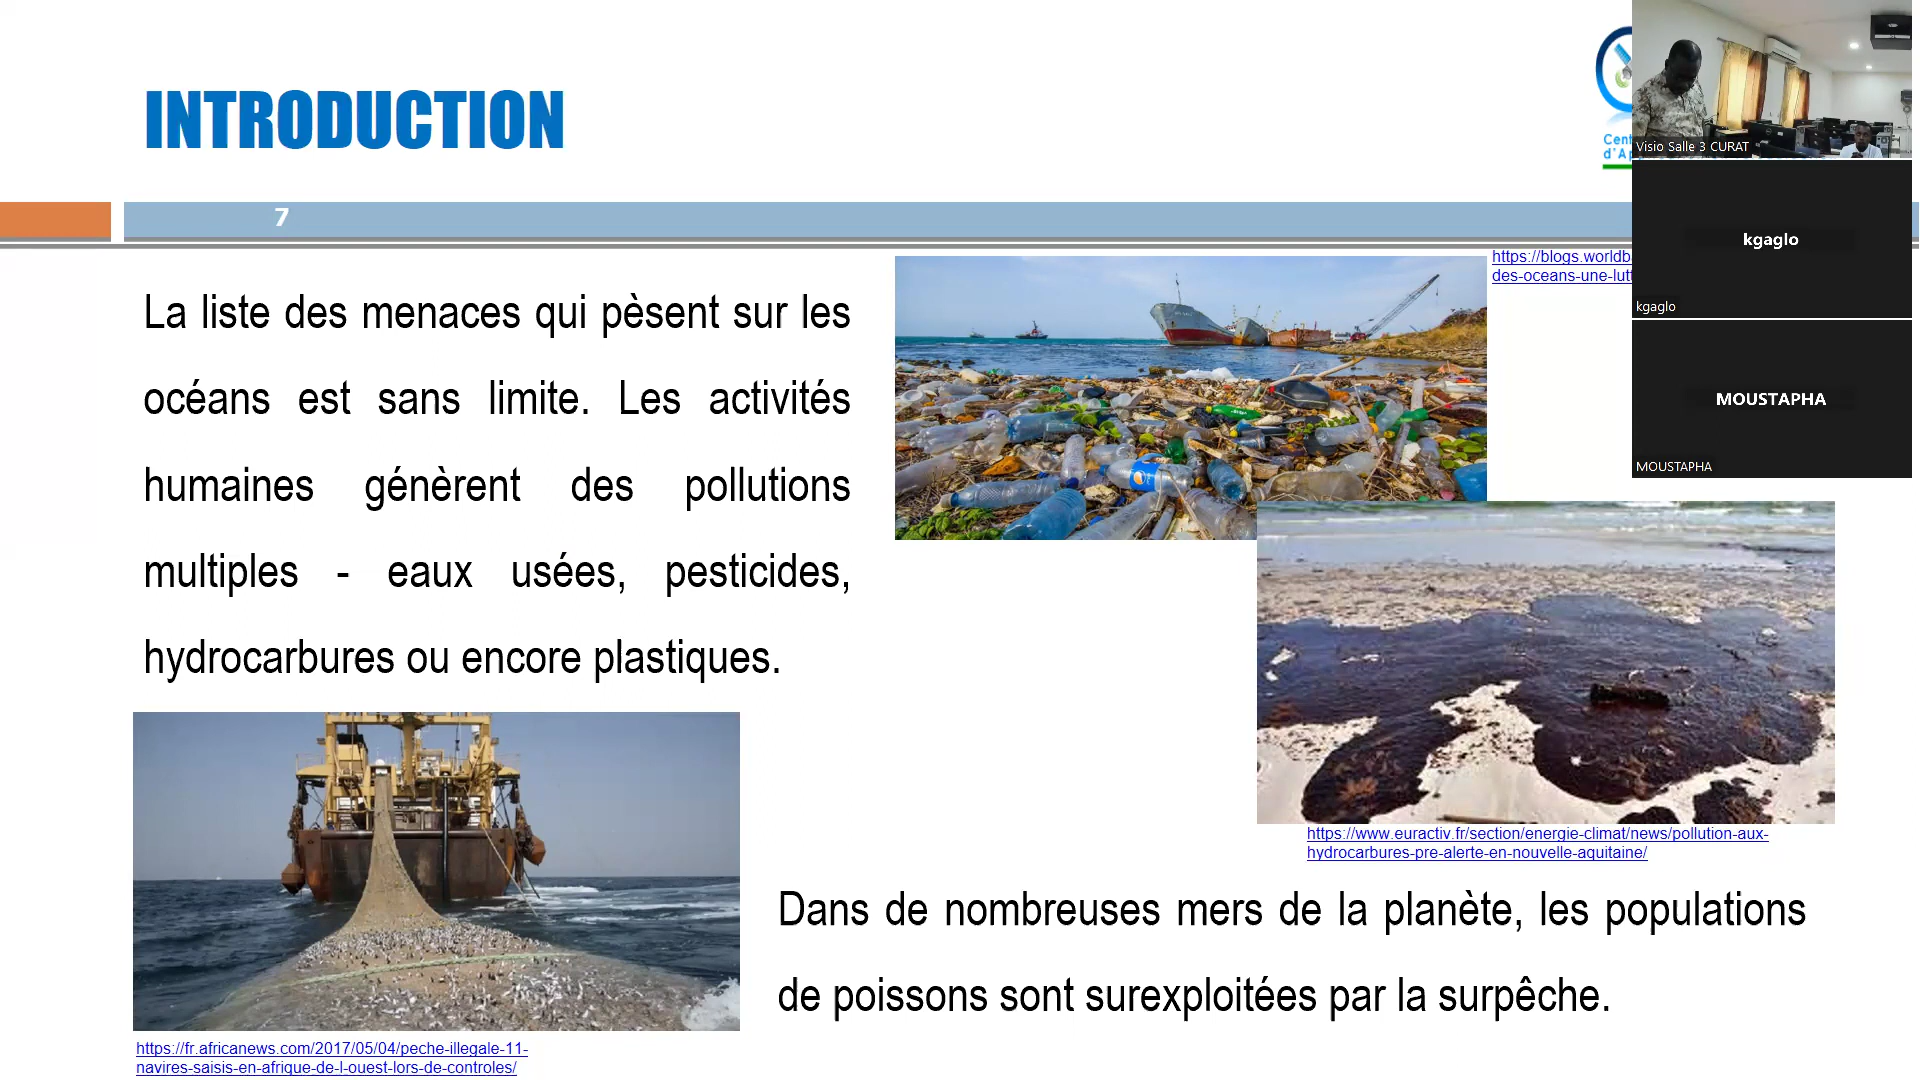 INTRODUCTION
7
La liste des menaces qui pèsent sur les
océans est sans limite. Les activités
humaines génèrent des pollutions
multiples - eaux usées, pesticides,
hydrocarbures ou encore plastiques.
https://blogs.worldb
des-oceans-une-lutt
https://www.euractiv.fr/section/energie-climat/news/pollution-aux-
hydrocarbures-pre-alerte-en-nouvelle-aquitaine/
Dans de nombreuses mers de la planète, les populations
de poissons sont surexploitées par la surpêche.
https://fr.africanews.com/2017/05/04/peche-illegale-11-
navires-saisis-en-afrique-de-l-ouest-lors-de-controles/
Cent
d'Ap
Visio Salle 3 CURAT
kgaglo
kgaglo
MOUSTAPHA
MOUSTAPHA